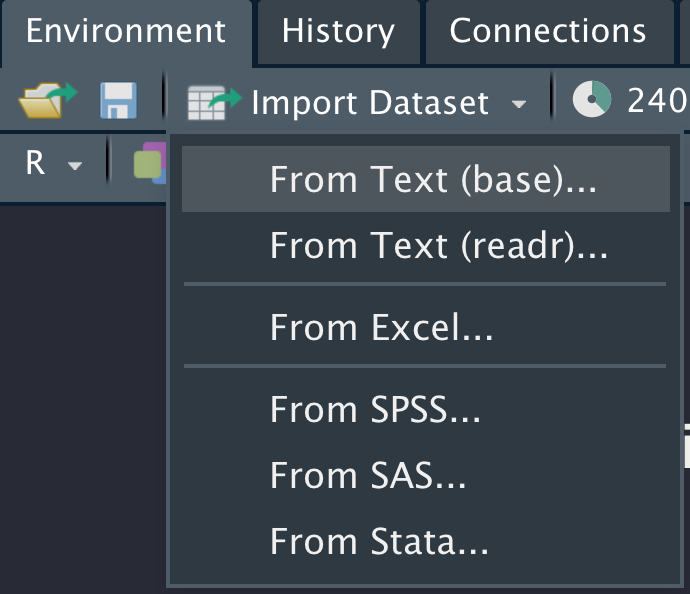 Environment History Connections
Import Dataset 240
R
From Text (base)...
From Text (readr)...
From Excel...
From SPSS...
From SAS...
From Stata...